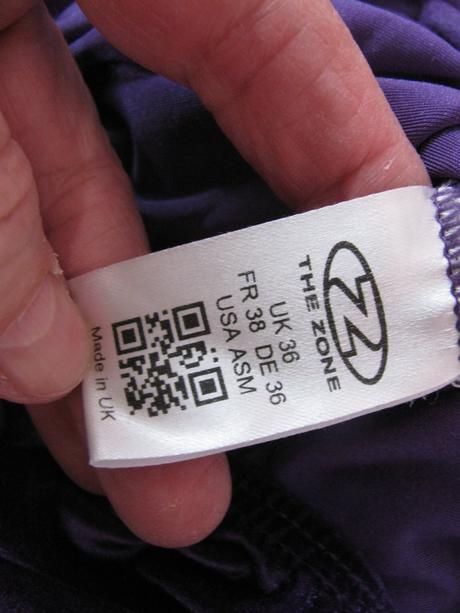 THE ZONE
UK 36
FR 38 DE 36
USA ASM
Made in UK